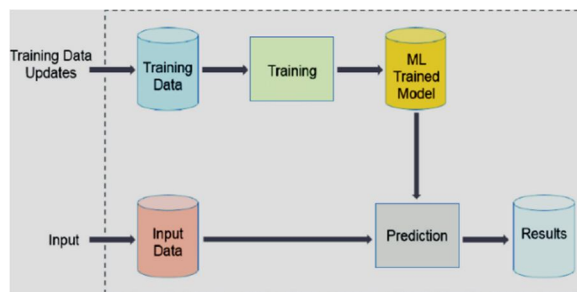 Training Data
Updates
Training
Data
Training
ML
Trained
Model
Input
Input
Data
Prediction
Results